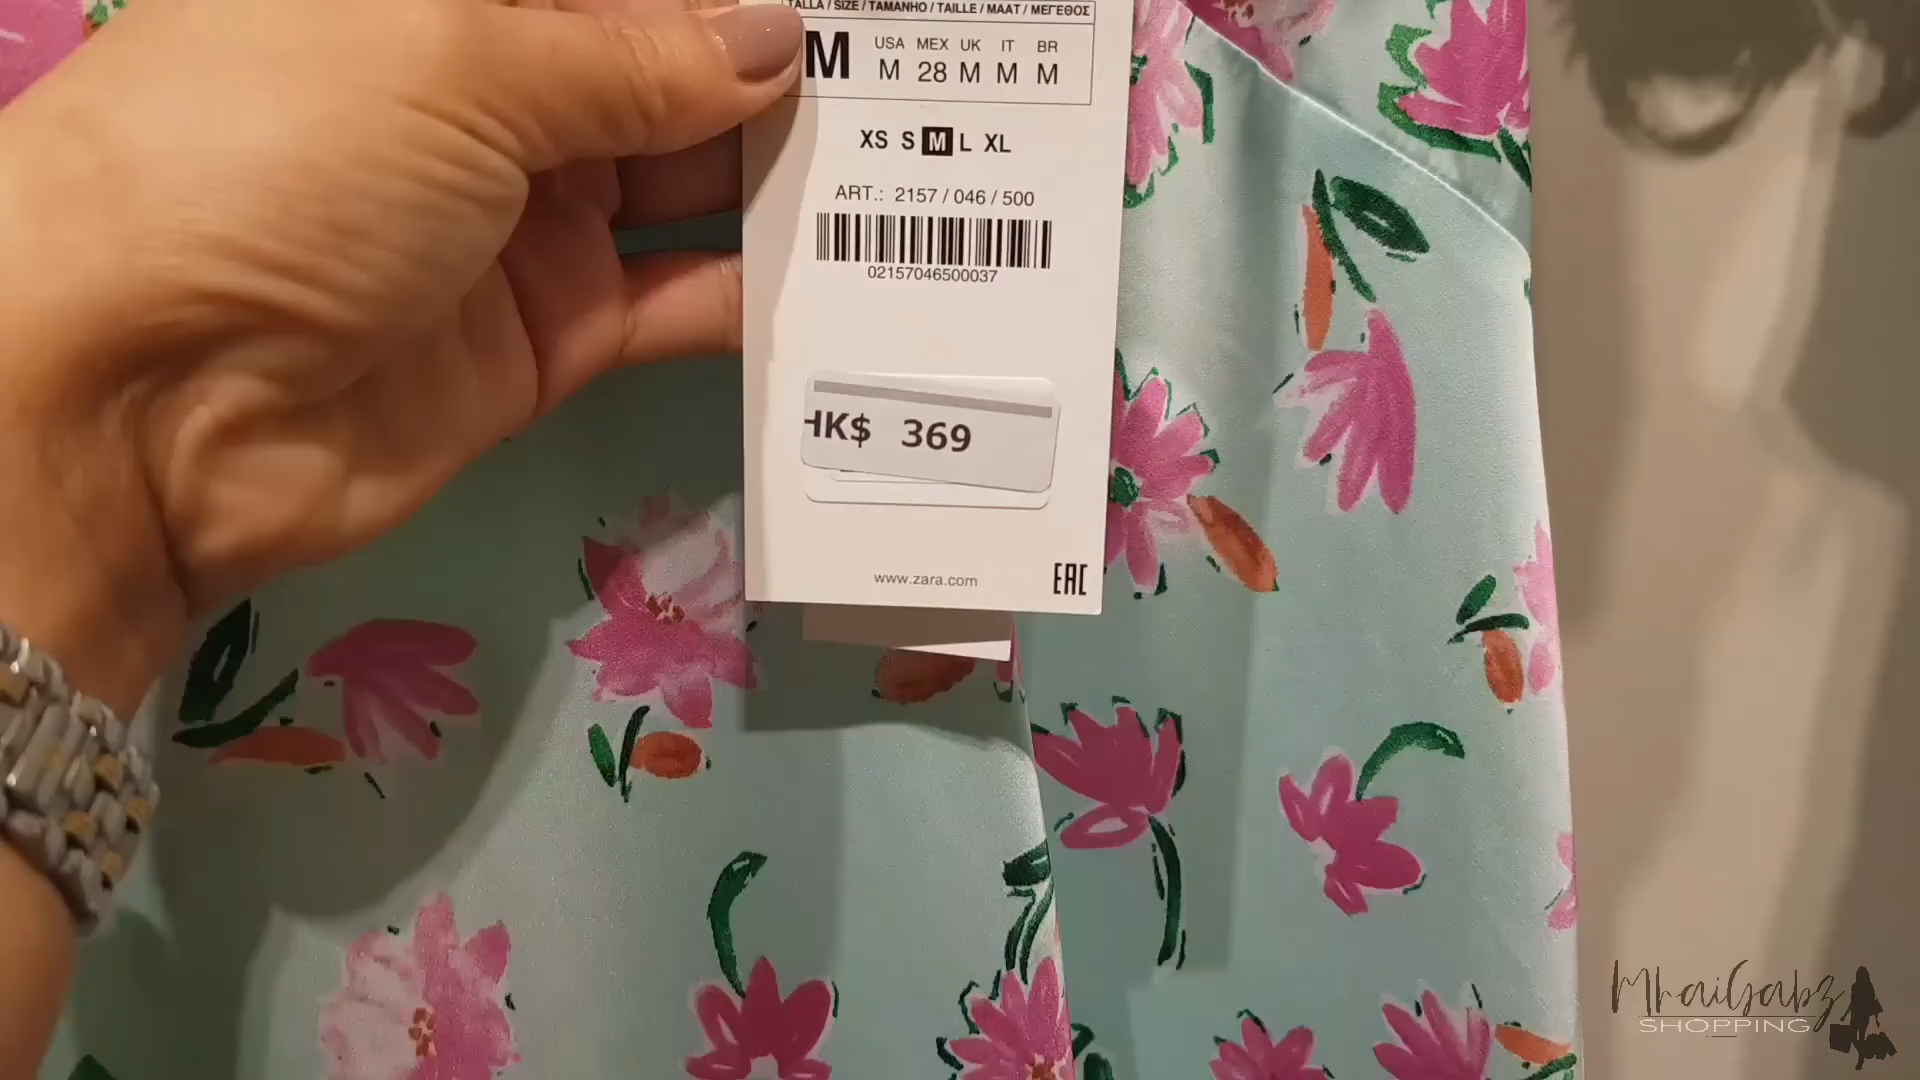 TALLA / SIZE / TAMANHO / TAILLE / MAAT / ΜΕΓΕΘΟΣ
M
USA MEX UK IT BR
M 28 M M M
XS S M L XL
ART.: 2157 / 046 / 500
02157046500037
HK$ 369
www.zara.com
EAC
MhaiGabz
SHOPPING